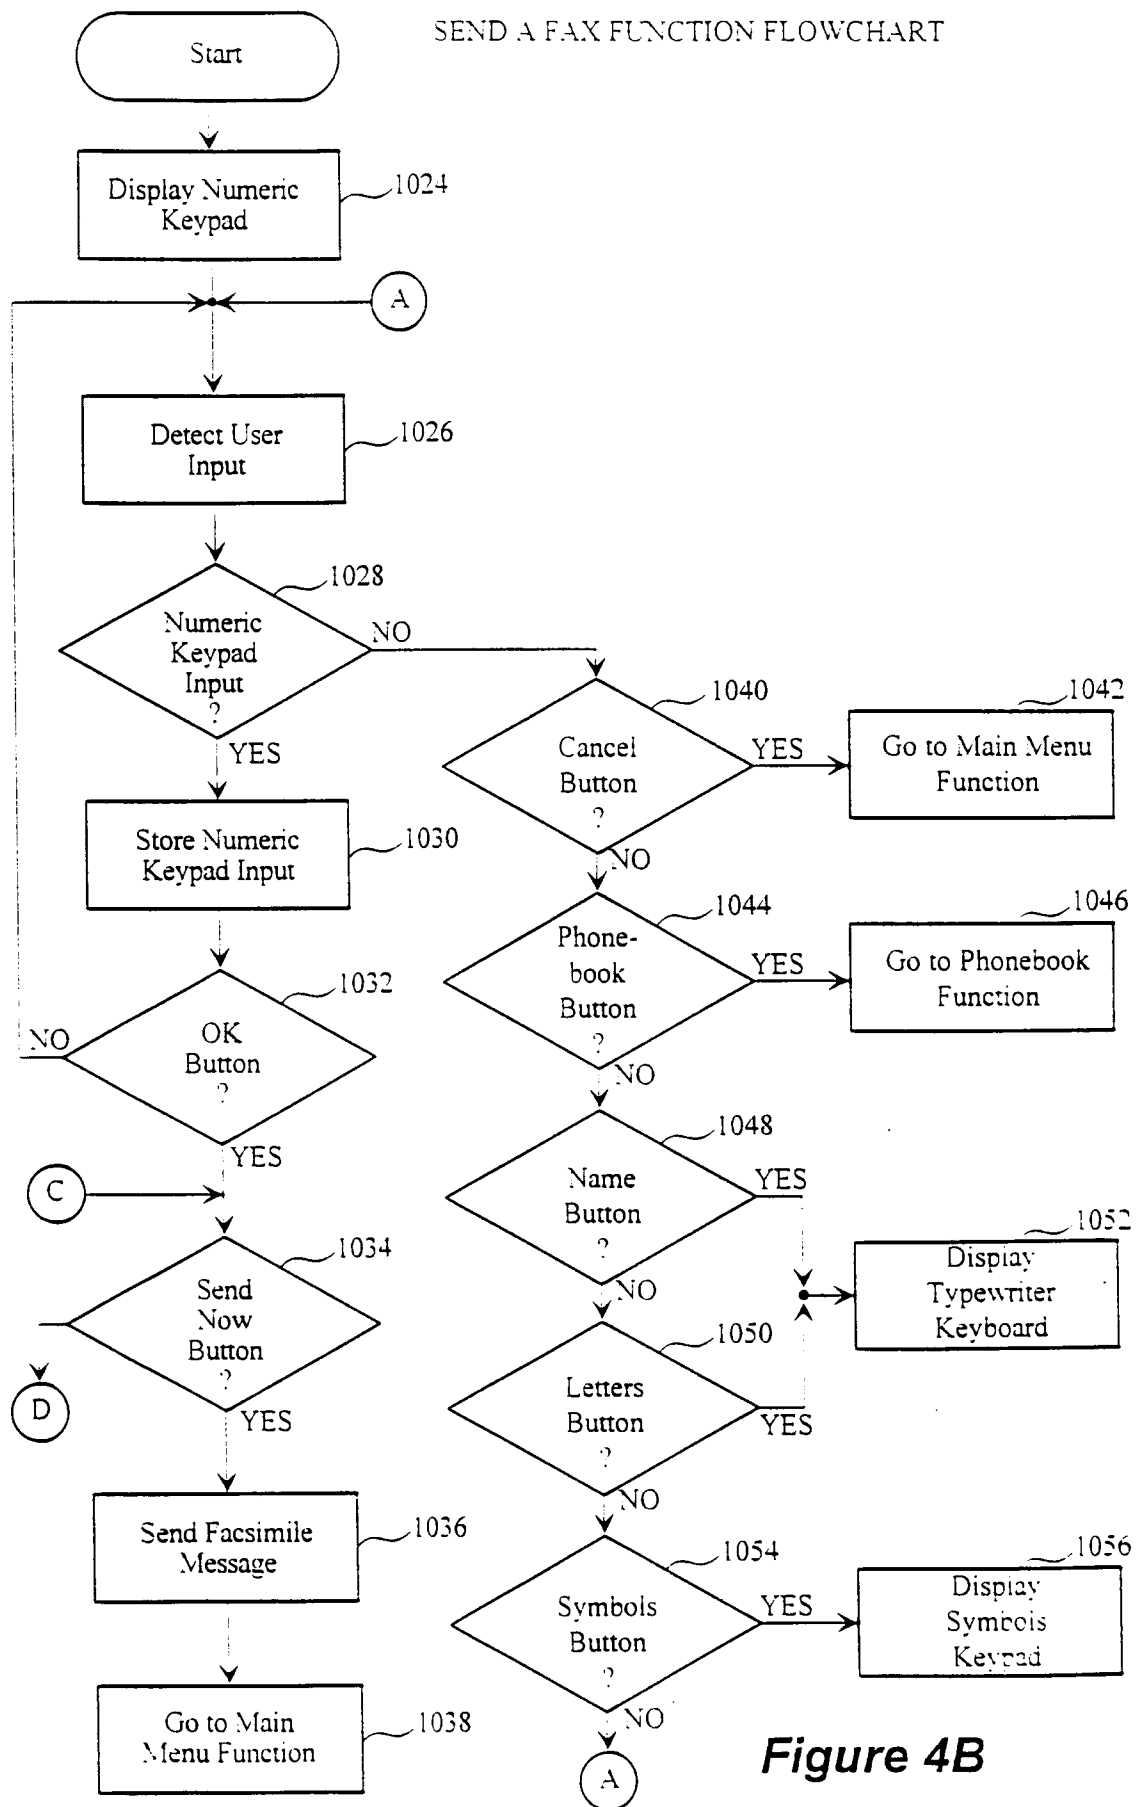 SEND A FAX FUNCTION FLOWCHART
Start
Display Numeric
Keypad
1024
A
Detect User
Input
1026
1028
Numeric
Keypad
Input
?
NO
YES
Store Numeric
Keypad Input
1030
1032
OK
Button
?
NO
YES
C
1034
Send
Now
Button
?
D
YES
Send Facsimile
Message
1036
Go to Main
Menu Function
1038
1040
Cancel
Button
?
YES
NO
1042
Go to Main Menu
Function
1044
Phone-
book
Button
?
YES
NO
1046
Go to Phonebook
Function
1048
Name
Button
?
YES
NO
1052
Display
Typewriter
Keyboard
1050
Letters
Button
?
YES
NO
1054
Symbols
Button
?
YES
NO
1056
Display
Symbols
Keypad
A
Figure 4B